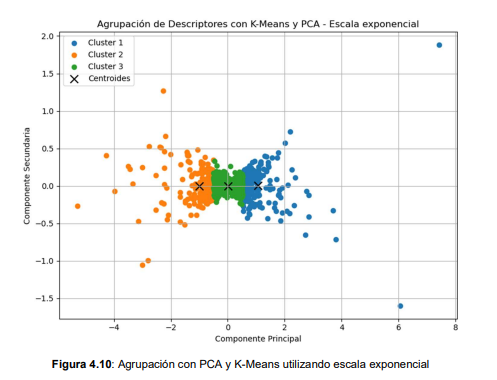 Agrupación de Descriptores con K-Means y PCA - Escala exponencial
2.0
1.5
1.0
0.5
0.0
−0.5
−1.0
−1.5
Componente Secundaria
Cluster 1
Cluster 2
Cluster 3
Centroides
−4
−2
0
2
4
6
8
Componente Principal
Figura 4.10: Agrupación con PCA y K-Means utilizando escala exponencial